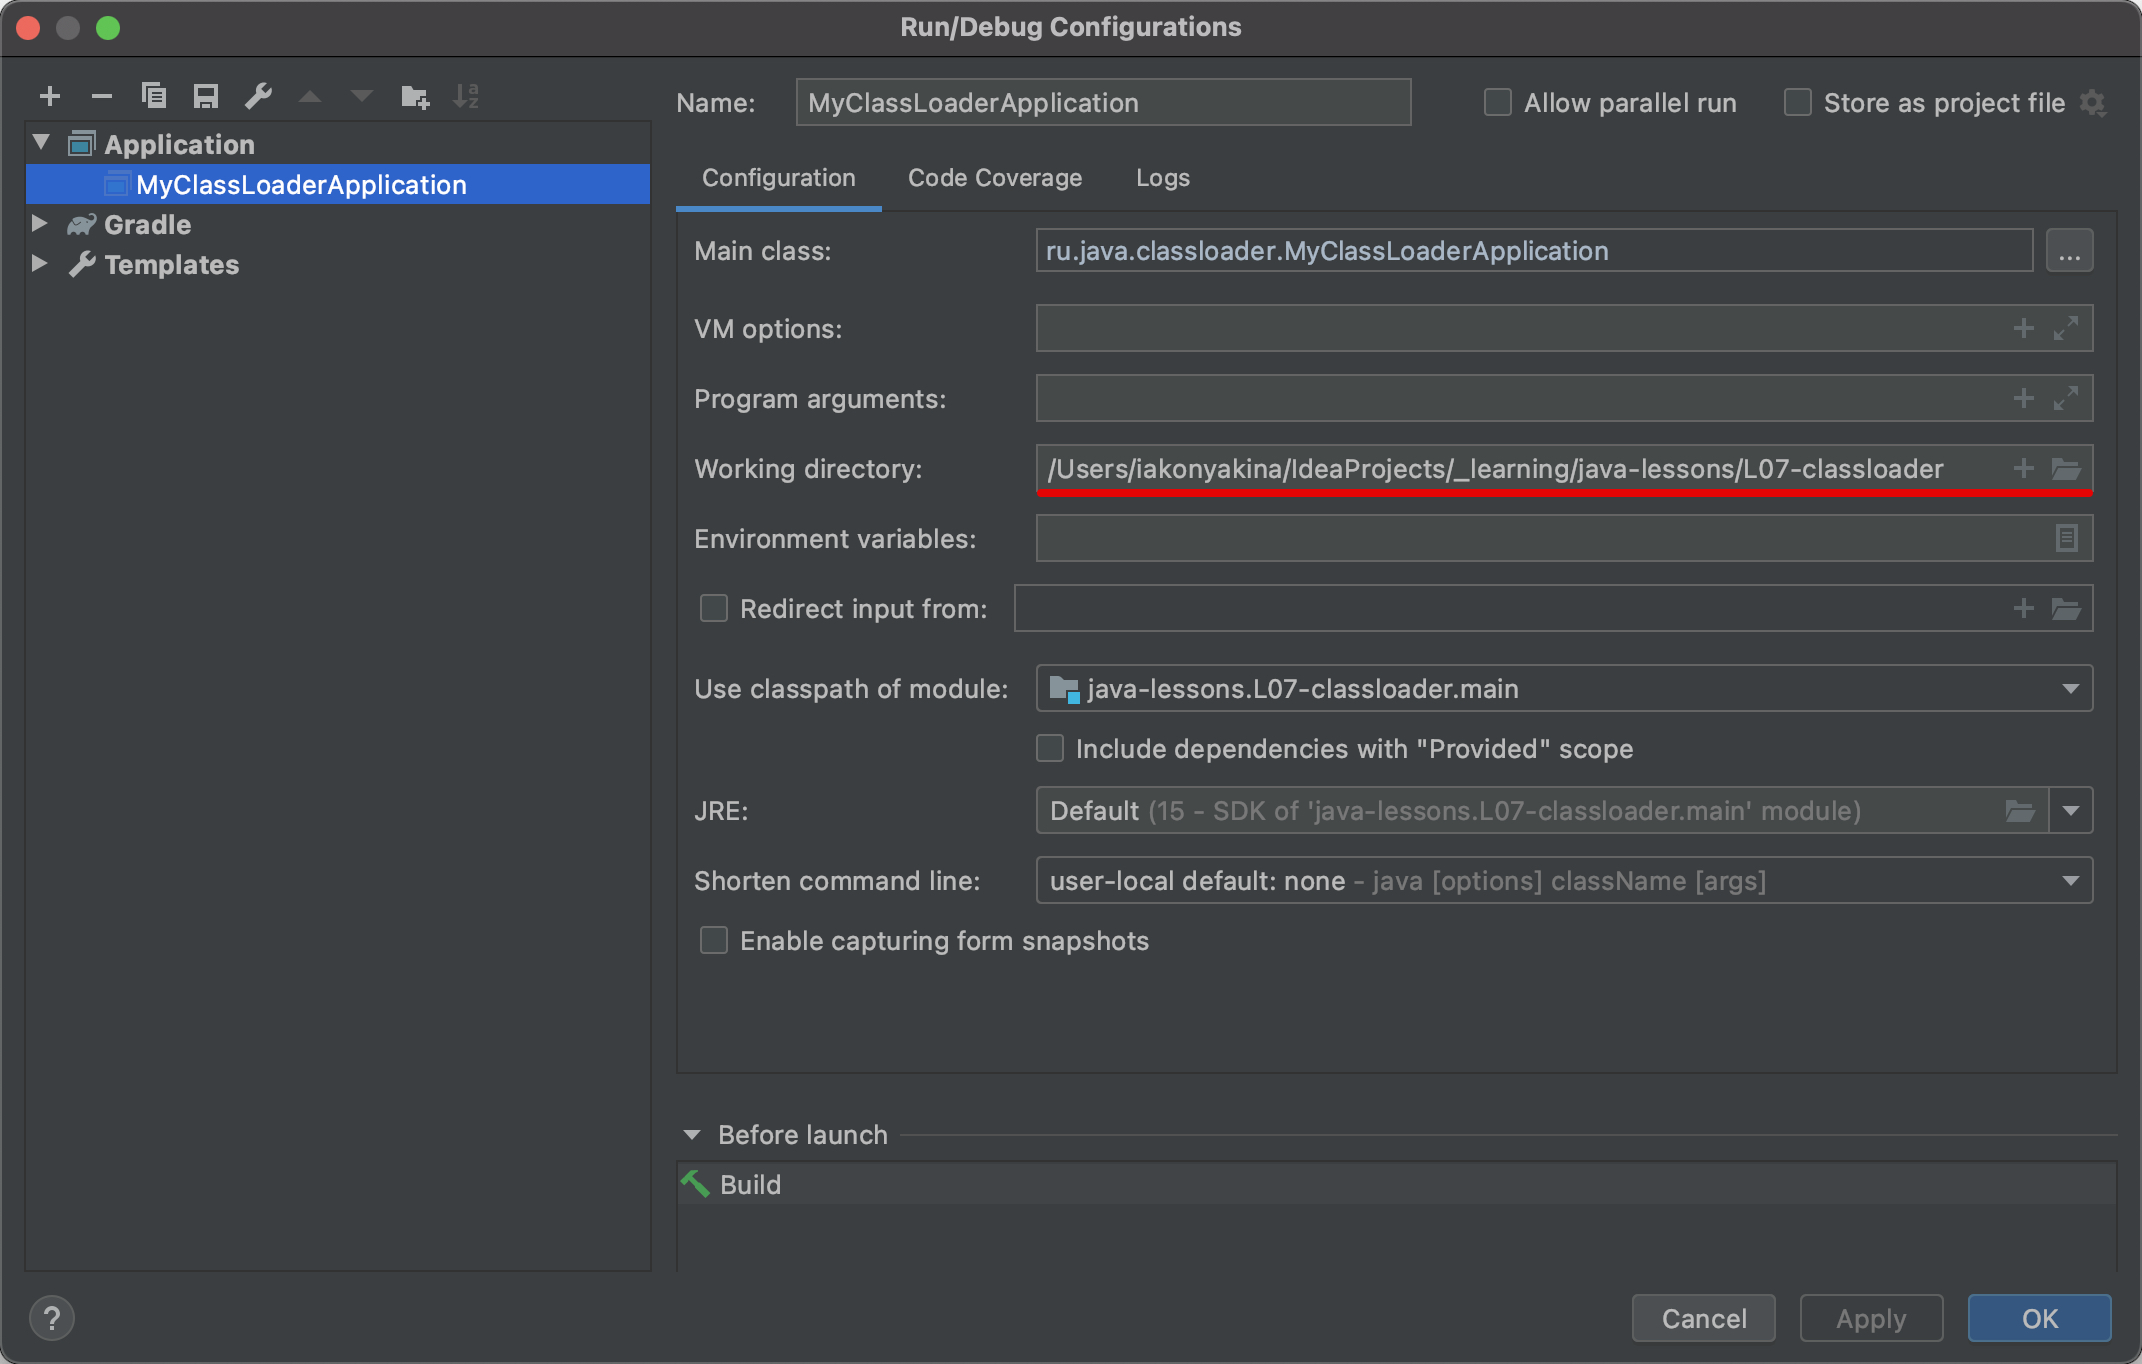 Run/Debug Configurations
Application
MyClassLoaderApplication
Gradle
Templates
Name: MyClassLoaderApplication Allow parallel run Store as project file
Configuration Code Coverage Logs
Main class: ru.java.classloader.MyClassLoaderApplication ...
VM options:
Program arguments:
Working directory: /Users/iakonyakina/IdeaProjects/_learning/java-lessons/L07-classloader
Environment variables:
Redirect input from:
Use classpath of module: java-lessons.L07-classloader.main
Include dependencies with "Provided" scope
JRE: Default (15 - SDK of 'java-lessons.L07-classloader.main' module)
Shorten command line: user-local default: none - java [options] className [args]
Enable capturing form snapshots
Before launch
Build
? Cancel Apply OK